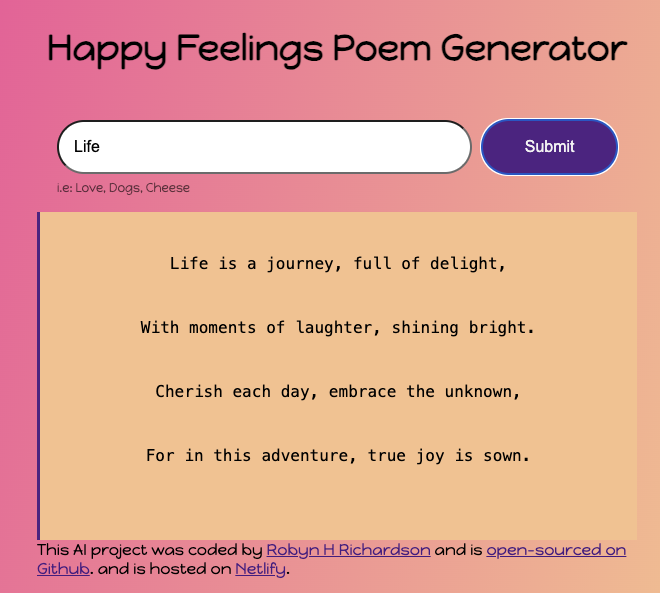 Happy Feelings Poem Generator
Life
Submit
i.e: Love, Dogs, Cheese
Life is a journey, full of delight,
With moments of laughter, shining bright.
Cherish each day, embrace the unknown,
For in this adventure, true joy is sown.
This AI project was coded by Robyn H Richardson and is open-sourced on
Github. and is hosted on Netlify.